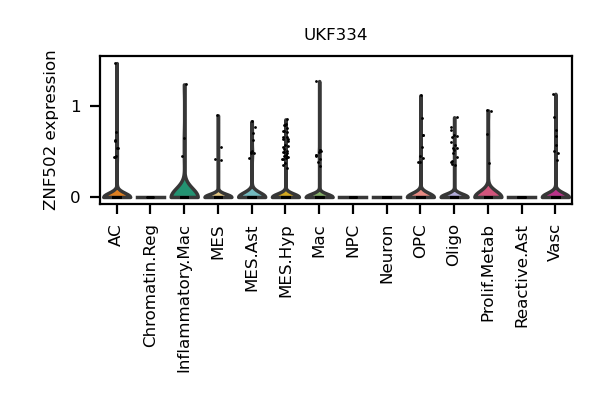 UKF334
ZNF502 expression
1
0
AC
Chromatin.Reg
Inflammatory.Mac
MES
MES.Ast
MES.Hyp
Mac
NPC
Neuron
OPC
Oligo
Prolif.Metab
Reactive.Ast
Vasc